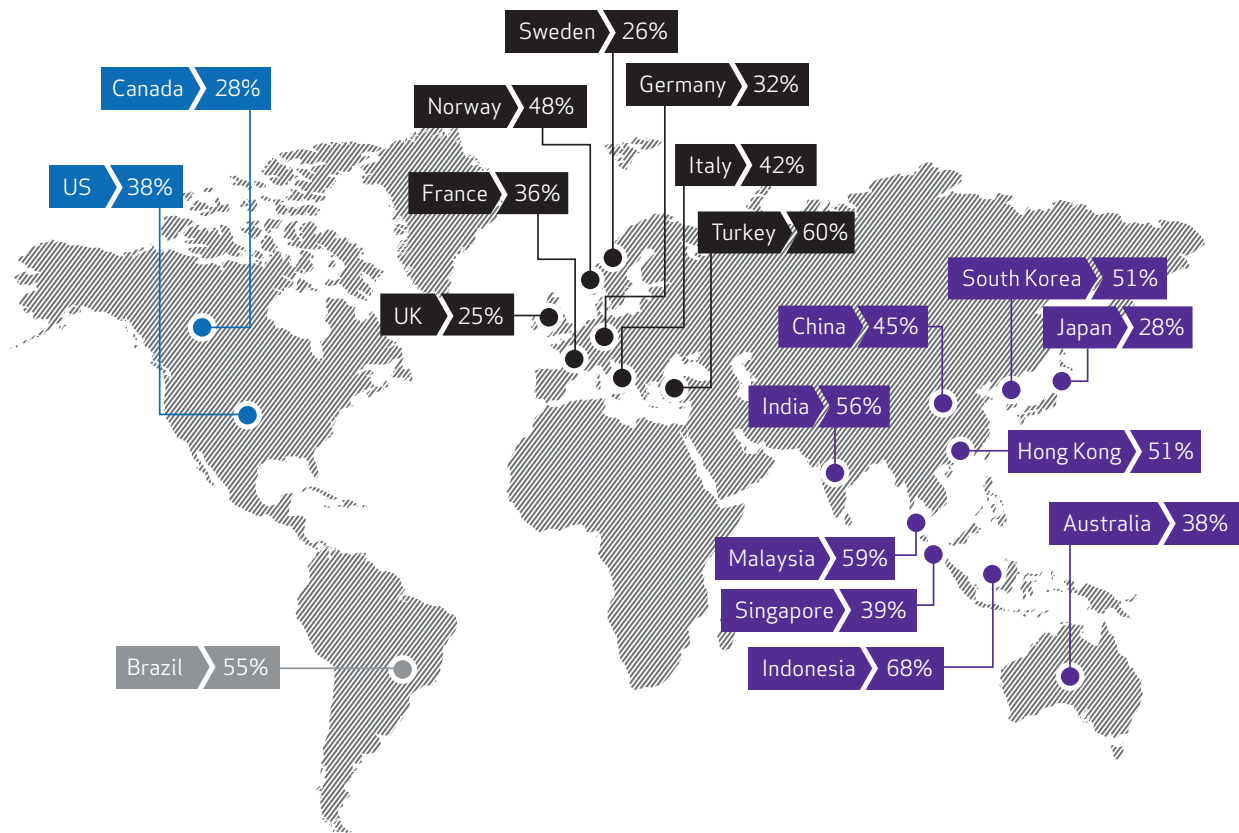 Sweden 26%
Canada 28%
Germany 32%
Norway 48%
Italy 42%
US 38%
France 36%
Turkey 60%
South Korea 51%
UK 25%
China 45%
Japan 28%
India 56%
Hong Kong 51%
Australia 38%
Malaysia 59%
Singapore 39%
Brazil 55%
Indonesia 68%